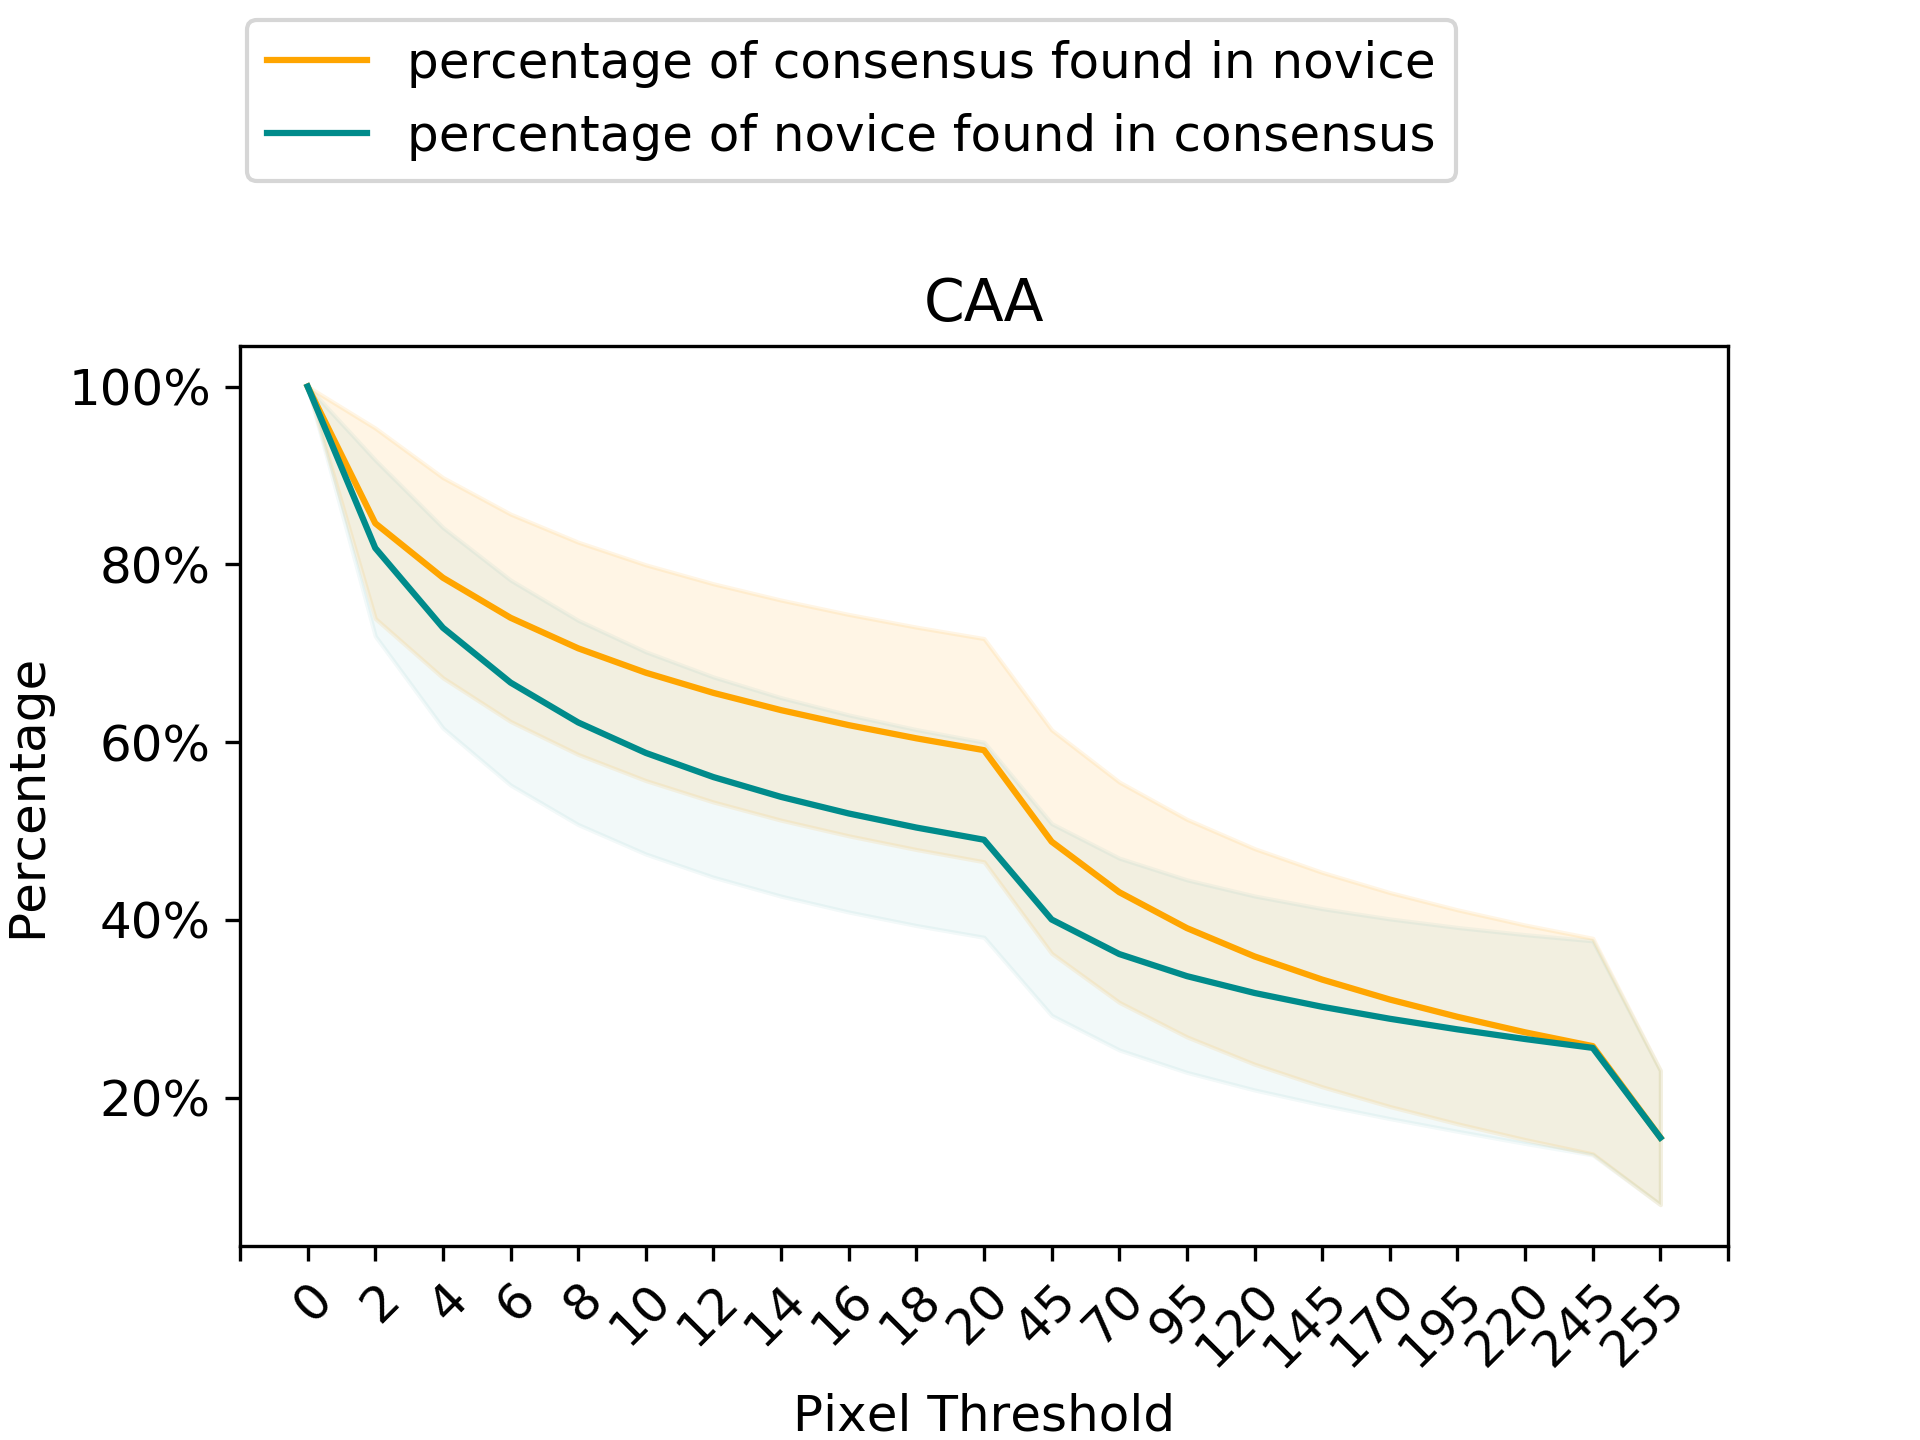 percentage of consensus found in novice
percentage of novice found in consensus
CAA
Percentage
100%
80%
60%
40%
20%
0 2 4 6 8 10 12 14 16 18 20 45 70 95 120 145 170 195 220 245 255
Pixel Threshold